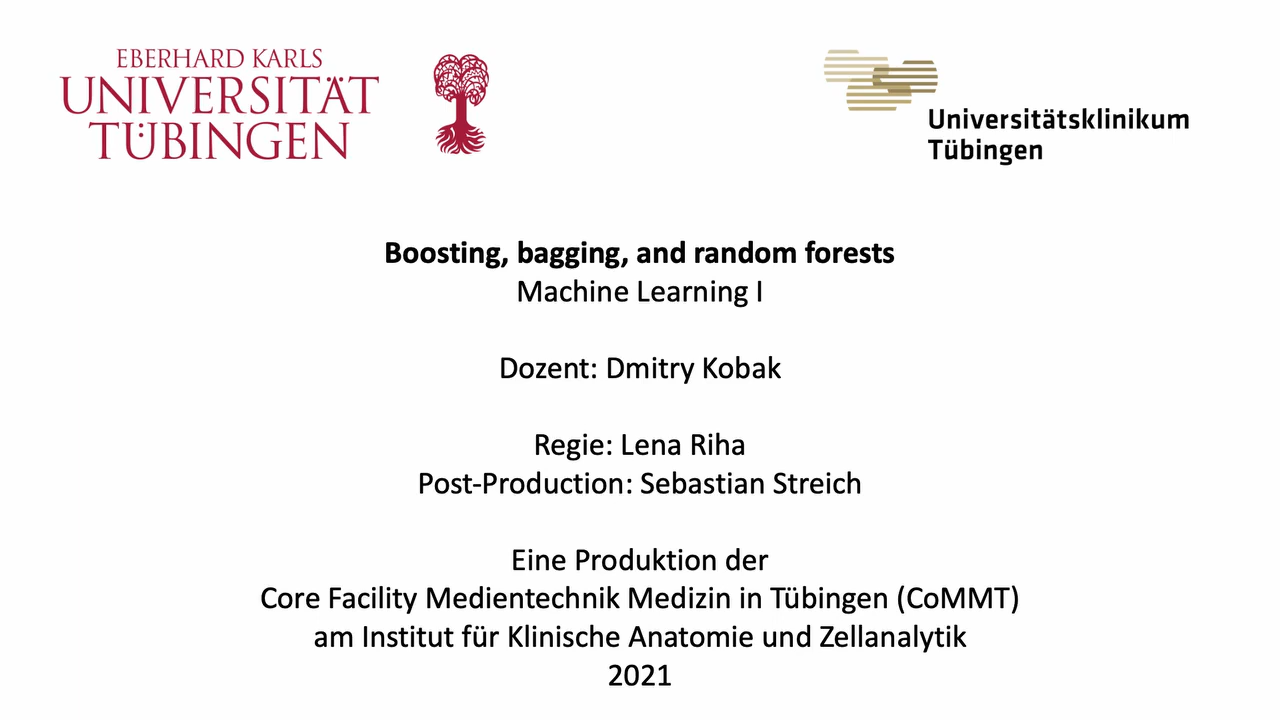 EBERHARD KARLS
UNIVERSITÄT
TÜBINGEN
Universitätsklinikum
Tübingen
Boosting, bagging, and random forests
Machine Learning I
Dozent: Dmitry Kobak
Regie: Lena Riha
Post-Production: Sebastian Streich
Eine Produktion der
Core Facility Medientechnik Medizin in Tübingen (CoMMT)
am Institut für Klinische Anatomie und Zellanalytik
2021